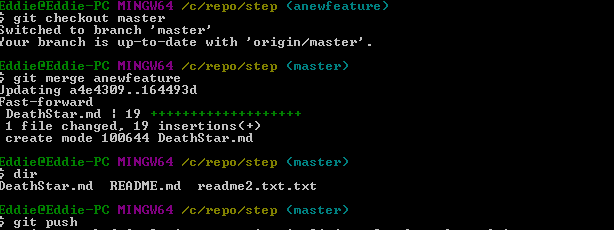 Eddie@Eddie-PC MINGW64 /c/repo/step (anewfeature)
$ git checkout master
Switched to branch 'master'
Your branch is up-to-date with 'origin/master'.
Eddie@Eddie-PC MINGW64 /c/repo/step (master)
$ git merge anewfeature
Updating a4e4309..164493d
Fast-forward
DeathStar.md | 19 +++++++++++++++++++
1 file changed, 19 insertions(+)
create mode 100644 DeathStar.md
Eddie@Eddie-PC MINGW64 /c/repo/step (master)
$ dir
DeathStar.md README.md readme2.txt.txt
Eddie@Eddie-PC MINGW64 /c/repo/step (master)
$ git push